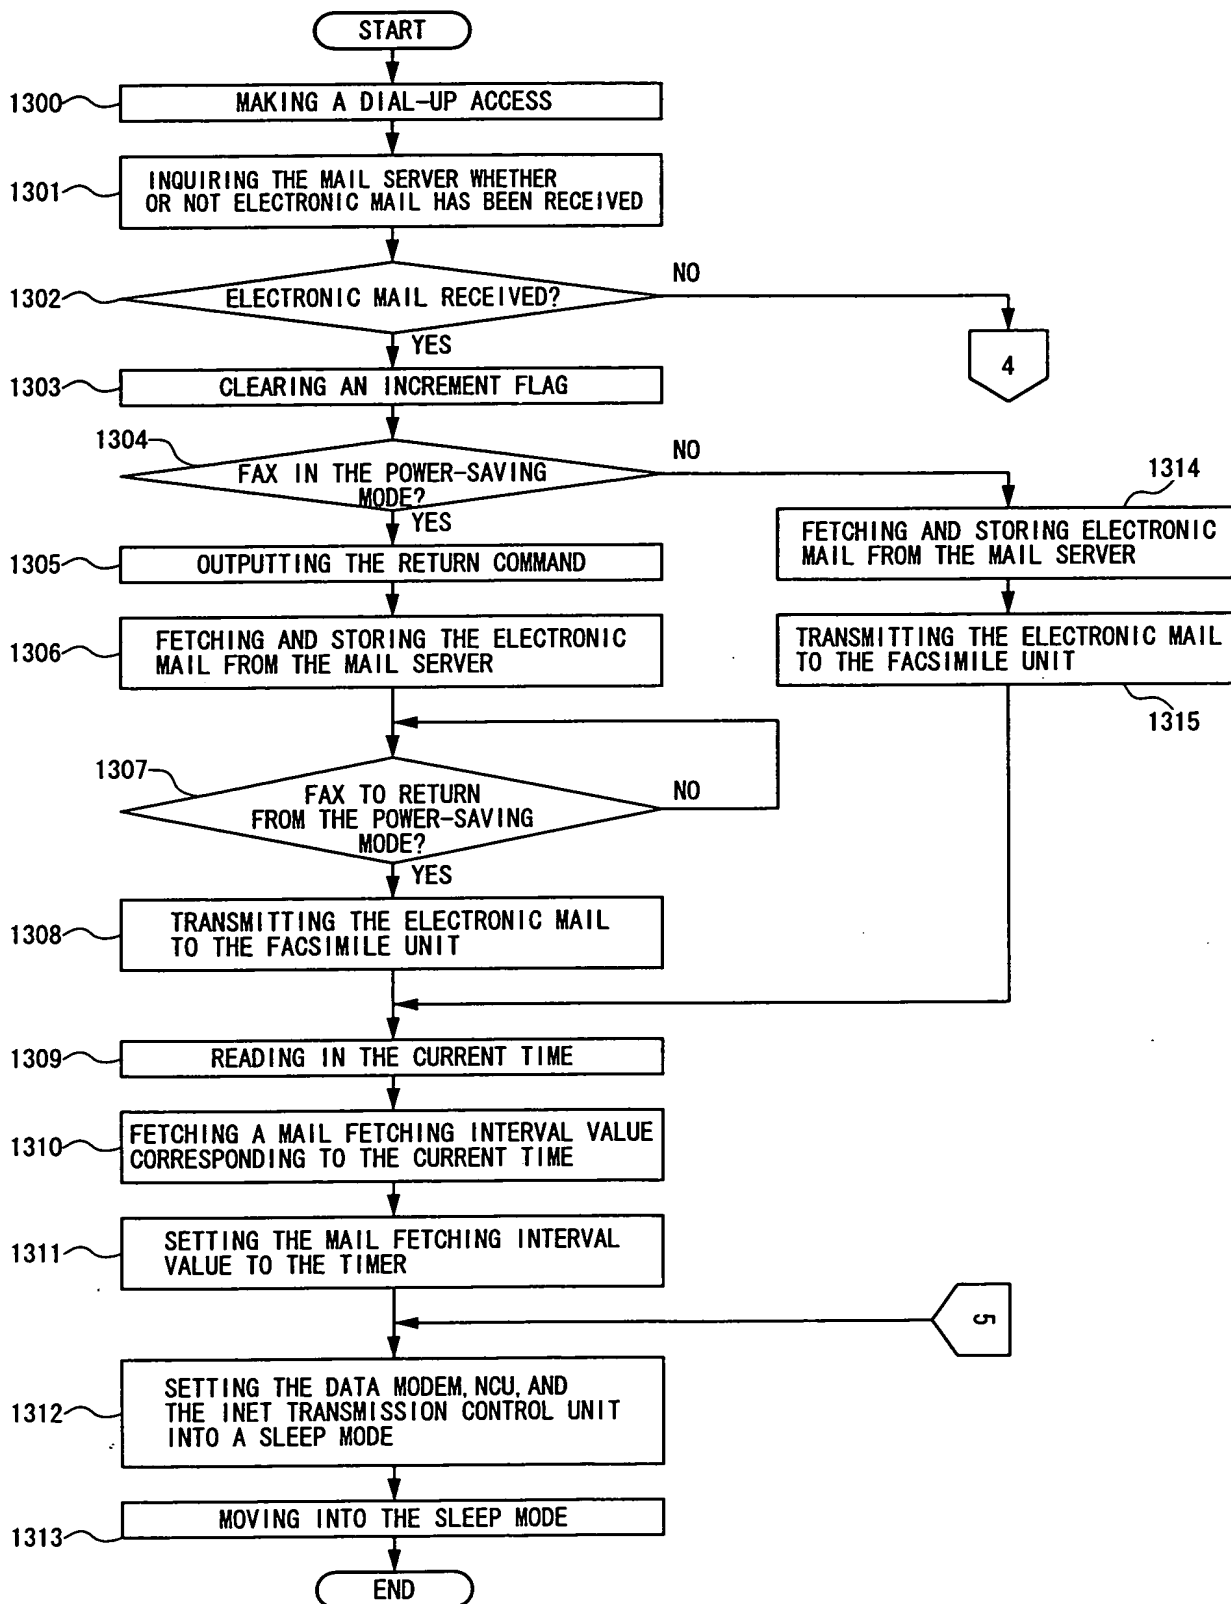 START
1300
MAKING A DIAL-UP ACCESS
1301
INQUIRING THE MAIL SERVER WHETHER
OR NOT ELECTRONIC MAIL HAS BEEN RECEIVED
1302
ELECTRONIC MAIL RECEIVED?
NO
YES
4
1303
CLEARING AN INCREMENT FLAG
1304
FAX IN THE POWER-SAVING
MODE?
NO
YES
1314
FETCHING AND STORING ELECTRONIC
MAIL FROM THE MAIL SERVER
1305
OUTPUTTING THE RETURN COMMAND
1306
FETCHING AND STORING THE ELECTRONIC
MAIL FROM THE MAIL SERVER
TRANSMITTING THE ELECTRONIC MAIL
TO THE FACSIMILE UNIT
1315
1307
FAX TO RETURN
FROM THE POWER-SAVING
MODE?
NO
YES
1308
TRANSMITTING THE ELECTRONIC MAIL
TO THE FACSIMILE UNIT
1309
READING IN THE CURRENT TIME
1310
FETCHING A MAIL FETCHING INTERVAL VALUE
CORRESPONDING TO THE CURRENT TIME
1311
SETTING THE MAIL FETCHING INTERVAL
VALUE TO THE TIMER
5
1312
SETTING THE DATA MODEM, NCU, AND
THE INET TRANSMISSION CONTROL UNIT
INTO A SLEEP MODE
1313
MOVING INTO THE SLEEP MODE
END